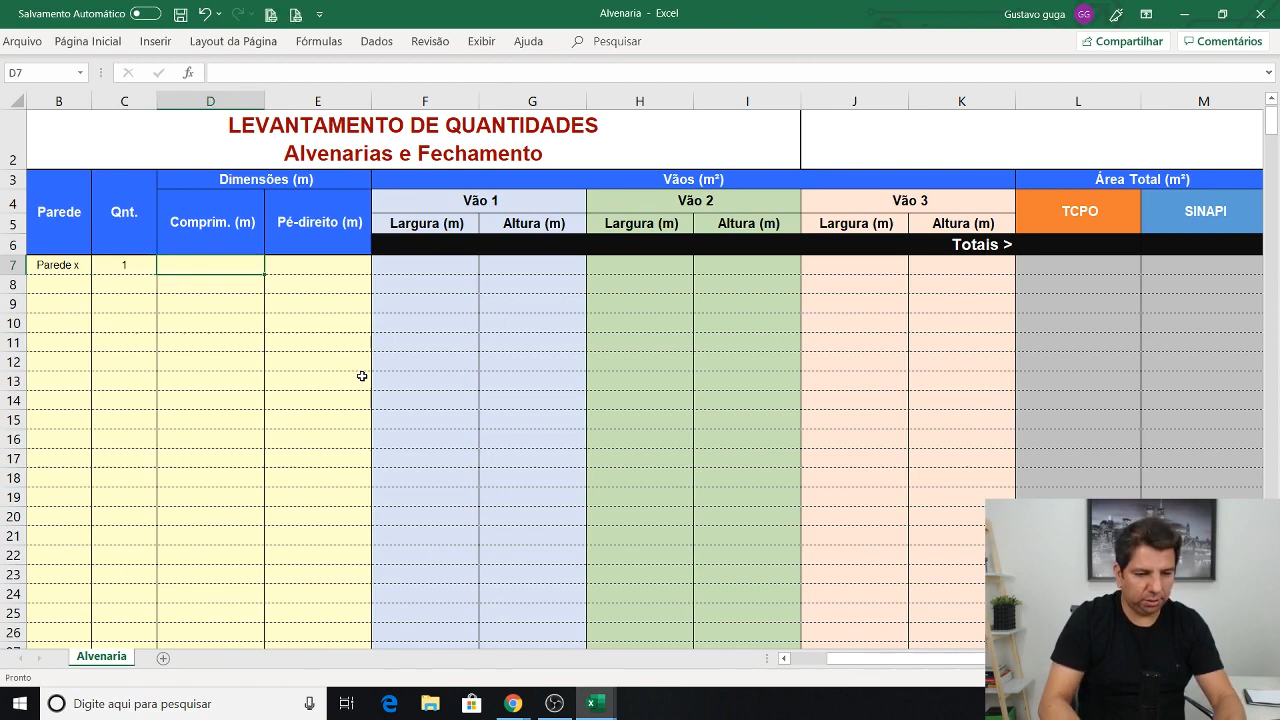 Salvamento Automático
Alvenaria - Excel
Gustavo guga
GG
Arquivo
Página Inicial
Inserir
Layout da Página
Fórmulas
Dados
Revisão
Exibir
Ajuda
Pesquisar
Compartilhar
Comentários
D7
fx
B C D E F G H I J K L M
LEVANTAMENTO DE QUANTIDADES
Alvenarias e Fechamento
2
3
Dimensões (m)
Vãos (m²)
Área Total (m²)
4
Parede
Qnt.
Comprim. (m)
Pé-direito (m)
Vão 1
Vão 2
Vão 3
TCPO
SINAPI
5
Largura (m)
Altura (m)
Largura (m)
Altura (m)
Largura (m)
Altura (m)
6
Totais >
7
Parede x
1
8
9
10
11
12
13
14
15
16
17
18
19
20
21
22
23
24
25
26
Alvenaria
Pronto
Digite aqui para pesquisar